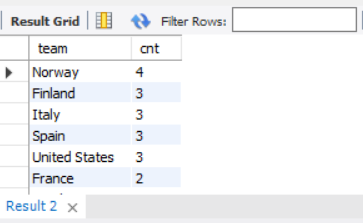 Result Grid Filter Rows:
team cnt
Norway 4
Finland 3
Italy 3
Spain 3
United States 3
France 2
Result 2 ×